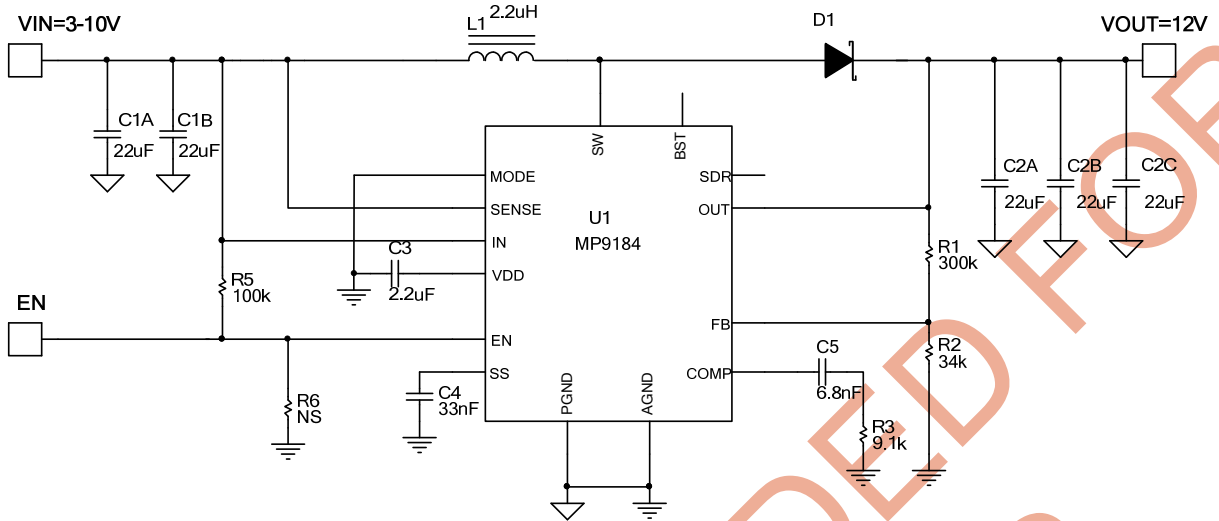 VIN=3-10V
L1
2.2uH
D1
VOUT=12V
C1A
22uF
C1B
22uF
SW
BST
MODE
SENSE
IN
VDD
EN
SS
SDR
OUT
FB
COMP
PGND
AGND
U1
MP9184
C2A
22uF
C2B
22uF
C2C
22uF
C3
2.2uF
R1
300k
R5
100k
EN
R2
34k
C5
6.8nF
C4
33nF
R6
NS
R3
9.1k
DED FOR